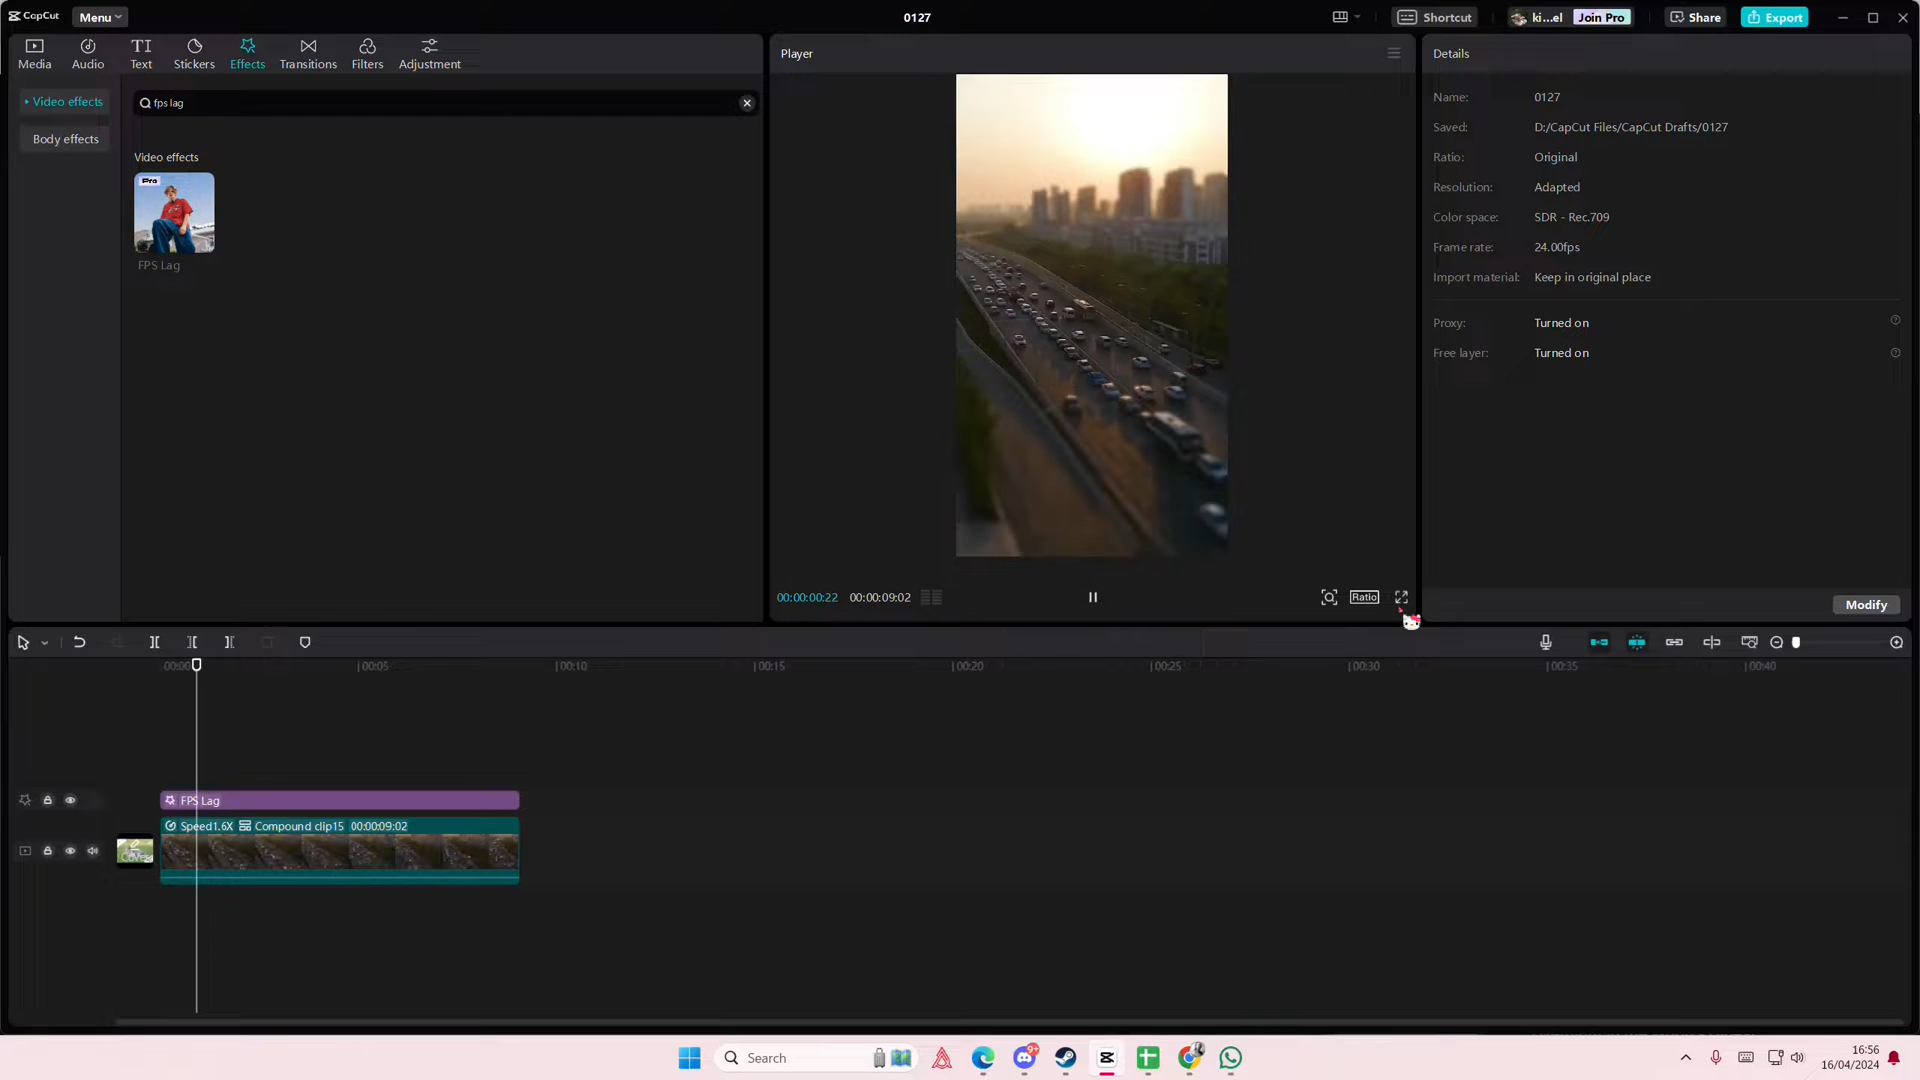 CapCut
Menu
0127
Shortcut
ki...el
Join Pro
Share
Export
Media
Audio
TI
Text
Stickers
Effects
Transitions
Filters
Adjustment
Video effects
Body effects
fps lag
Video effects
Pro
FPS Lag
Player
00:00:00:22
00:00:09:02
Ratio
Details
Name:
0127
Saved:
D:/CapCut Files/CapCut Drafts/0127
Ratio:
Original
Resolution:
Adapted
Color space:
SDR - Rec.709
Frame rate:
24.00fps
Import material:
Keep in original place
Proxy:
Turned on
Free layer:
Turned on
Modify
00:05
00:10
00:15
00:20
00:25
00:30
00:35
00:40
FPS Lag
Speed1.6X
Compound clip15
00:00:09:02
Cover
Search
9+
16:56
16/04/2024